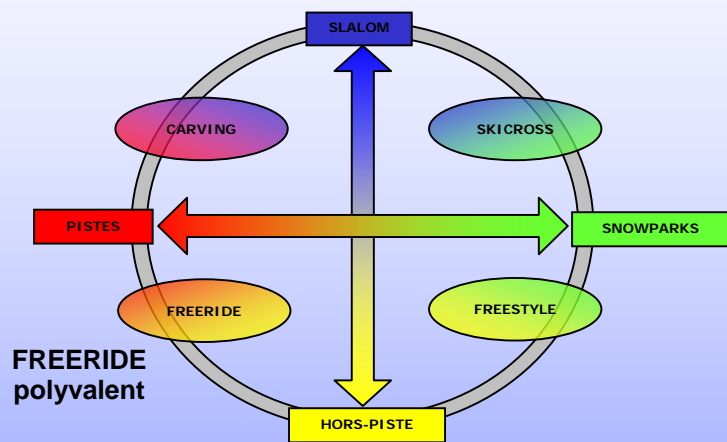 SLALOM
CARVING
SKICROSS
PISTES
SNOWPARKS
FREERIDE
FREESTYLE
FREERIDE
polyvalent
HORS-PISTE